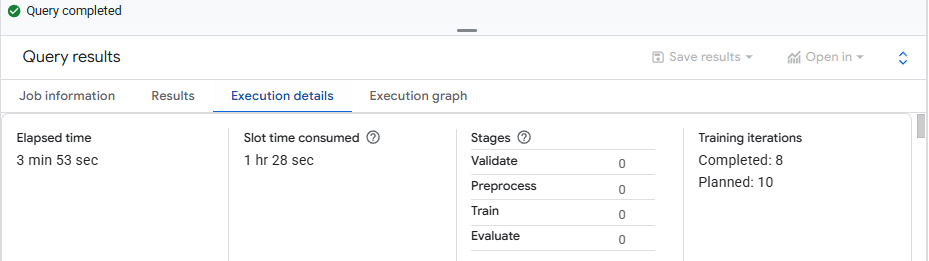 Query completed
Query results
Save results
Open in
Job information
Results
Execution details
Execution graph
Elapsed time
3 min 53 sec
Slot time consumed
1 hr 28 sec
Stages
Validate 0
Preprocess 0
Train 0
Evaluate 0
Training iterations
Completed: 8
Planned: 10